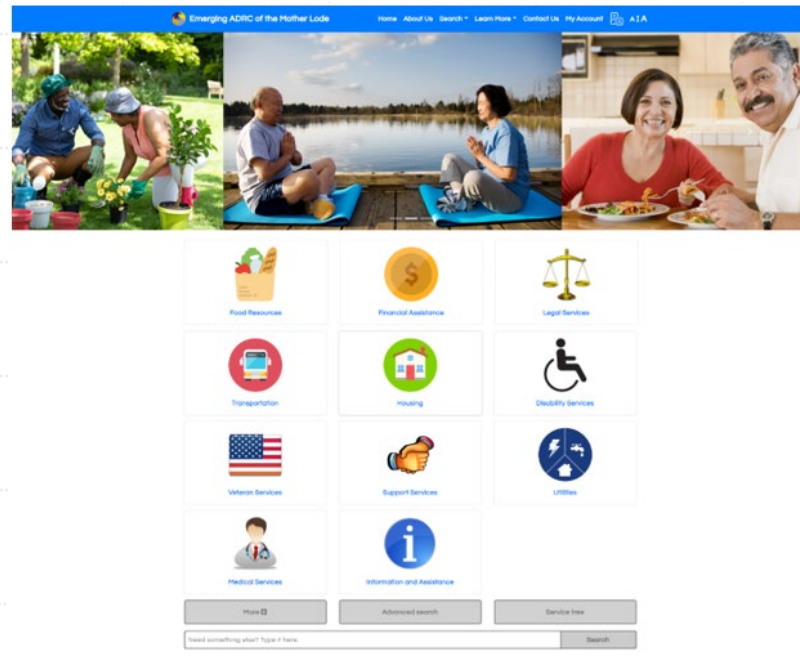 Emerging ADRC of the Mother Lode Home About Us Search Learn More Contact Us My Account A I A
Food Resources Financial Assistance Legal Services
Transportation Housing Disability Services
Veteran Services Support Services Utilities
Medical Services Information and Assistance
More Advanced search Service tree
Need something else? Type it here. Search